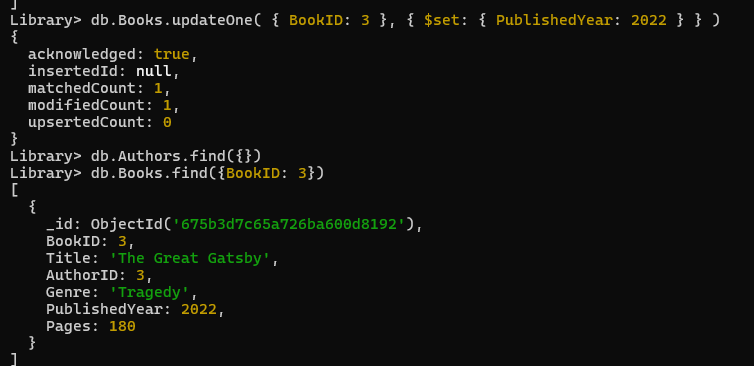 ]
Library> db.Books.updateOne( { BookID: 3 }, { $set: { PublishedYear: 2022 } } )
{
  acknowledged: true,
  insertedId: null,
  matchedCount: 1,
  modifiedCount: 1,
  upsertedCount: 0
}
Library> db.Authors.find({})
Library> db.Books.find({BookID: 3})
[
  {
    _id: ObjectId('675b3d7c65a726ba600d8192'),
    BookID: 3,
    Title: 'The Great Gatsby',
    AuthorID: 3,
    Genre: 'Tragedy',
    PublishedYear: 2022,
    Pages: 180
  }
]